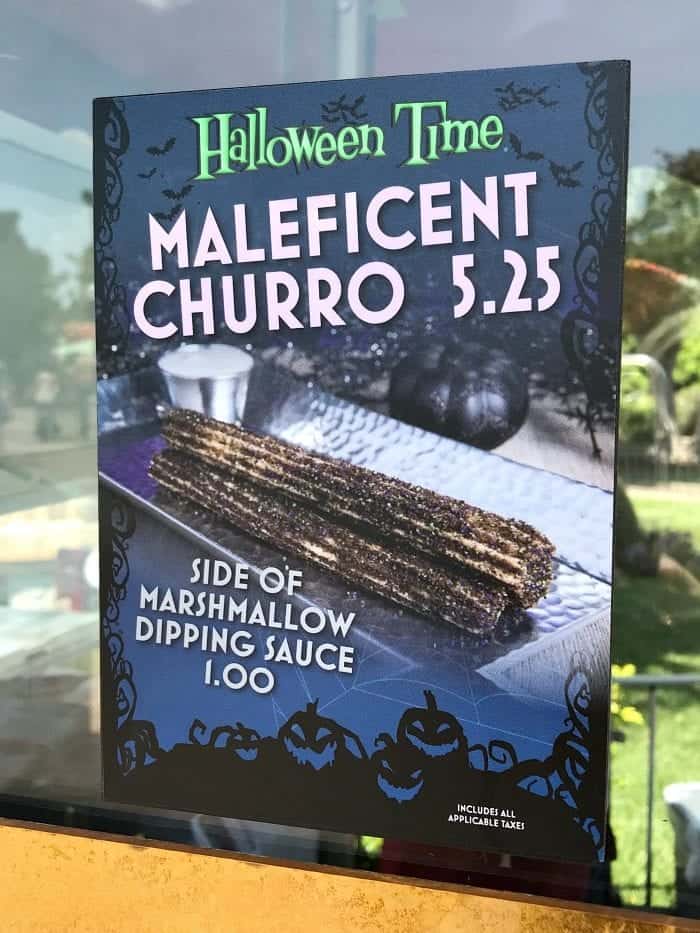 Halloween Time
MALEFICENT
CHURRO 5.25
SIDE OF
MARSHMALLOW
DIPPING SAUCE
1.00
INCLUDES ALL
APPLICABLE TAXES